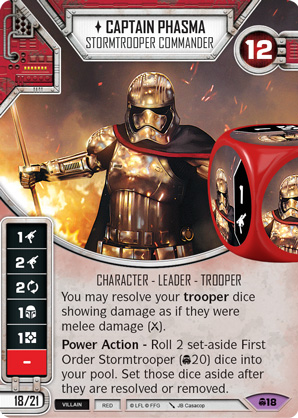 CAPTAIN PHASMA
STORMTROOPER COMMANDER
12
1
1
2
2
1
1
–
18/21
CHARACTER - LEADER - TROOPER
You may resolve your trooper dice
showing damage as if they were
melee damage ( ).
Power Action - Roll 2 set-aside First
Order Stormtrooper ( 20) dice into
your pool. Set those dice aside after
they are resolved or removed.
VILLAIN
RED
© LFL © FFG
JB Casacop
18